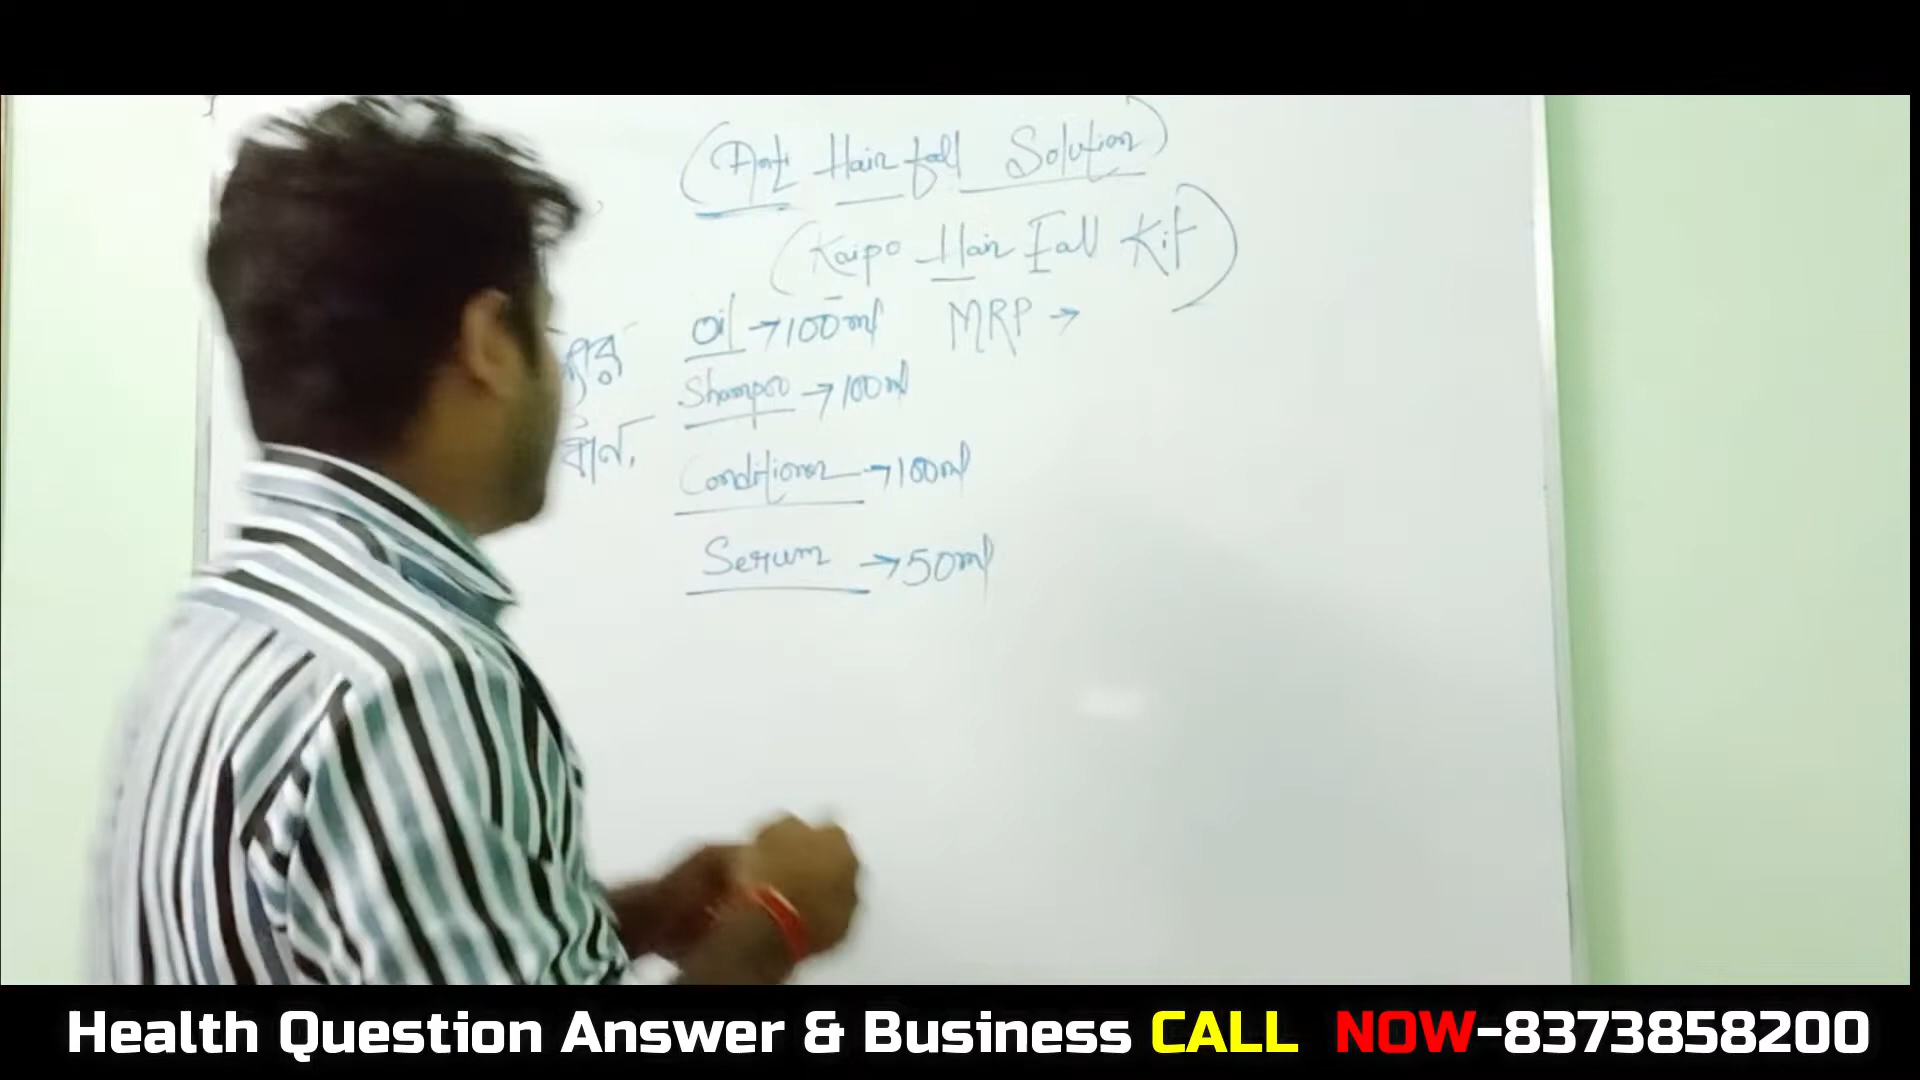 (Anti Hair fall Solution)
(Kaipo Hair Fall Kit)
Oil → 100ml MRP →
Shampoo → 100ml
Conditioner → 100ml
Serum → 50ml
Health Question Answer & Business CALL NOW-8373858200